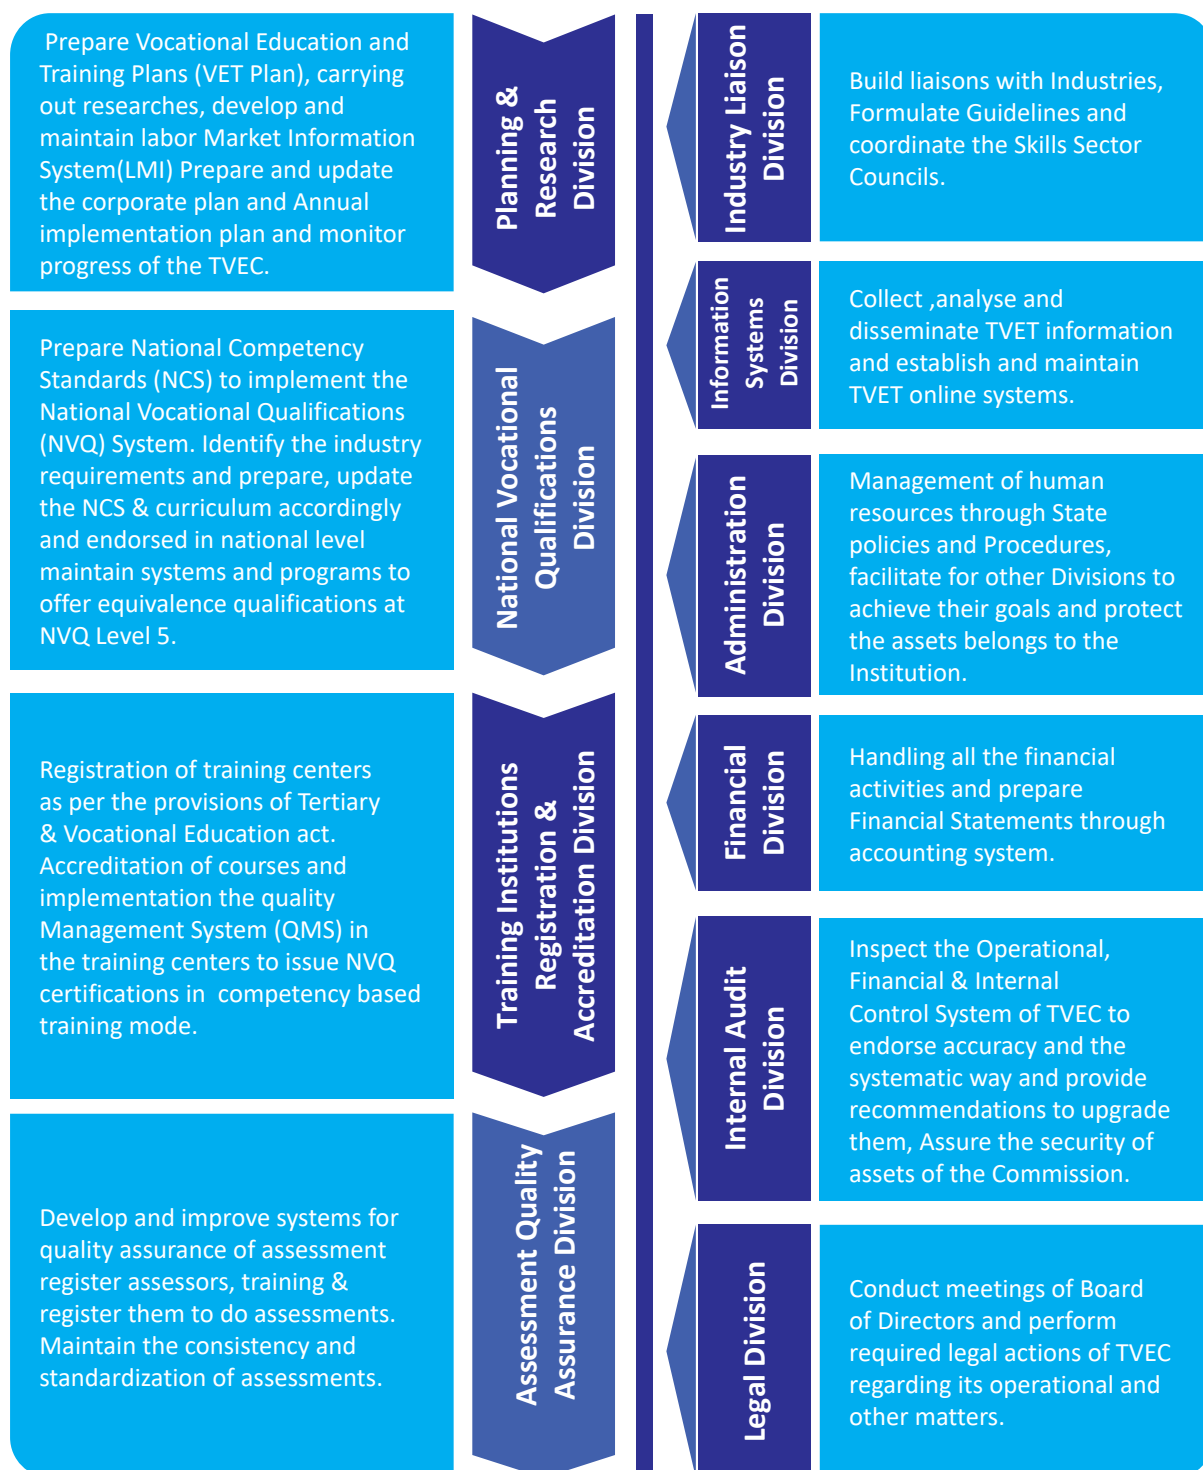 Prepare Vocational Education and
Training Plans (VET Plan), carrying
out researches, develop and
maintain labor Market Information
System(LMI) Prepare and update
the corporate plan and Annual
implementation plan and monitor
progress of the TVEC.
Planning &
Research
Division
Prepare National Competency
Standards (NCS) to implement the
National Vocational Qualifications
(NVQ) System. Identify the industry
requirements and prepare, update
the NCS & curriculum accordingly
and endorsed in national level
maintain systems and programs to
offer equivalence qualifications at
NVQ Level 5.
National Vocational
Qualifications
Division
Registration of training centers
as per the provisions of Tertiary
& Vocational Education act.
Accreditation of courses and
implementation the quality
Management System (QMS) in
the training centers to issue NVQ
certifications in  competency based
training mode.
Training Institutions
Registration &
Accreditation Division
Develop and improve systems for
quality assurance of assessment
register assessors, training &
register them to do assessments.
Maintain the consistency and
standardization of assessments.
Assessment Quality
Assurance Division
Industry Liaison
Division
Build liaisons with Industries,
Formulate Guidelines and
coordinate the Skills Sector
Councils.
Information
Systems
Division
Collect ,analyse and
disseminate TVET information
and establish and maintain
TVET online systems.
Administration
Division
Management of human
resources through State
policies and Procedures,
facilitate for other Divisions to
achieve their goals and protect
the assets belongs to the
Institution.
Financial
Division
Handling all the financial
activities and prepare
Financial Statements through
accounting system.
Internal Audit
Division
Inspect the Operational,
Financial & Internal
Control System of TVEC to
endorse accuracy and the
systematic way and provide
recommendations to upgrade
them, Assure the security of
assets of the Commission.
Legal Division
Conduct meetings of Board
of Directors and perform
required legal actions of TVEC
regarding its operational and
other matters.